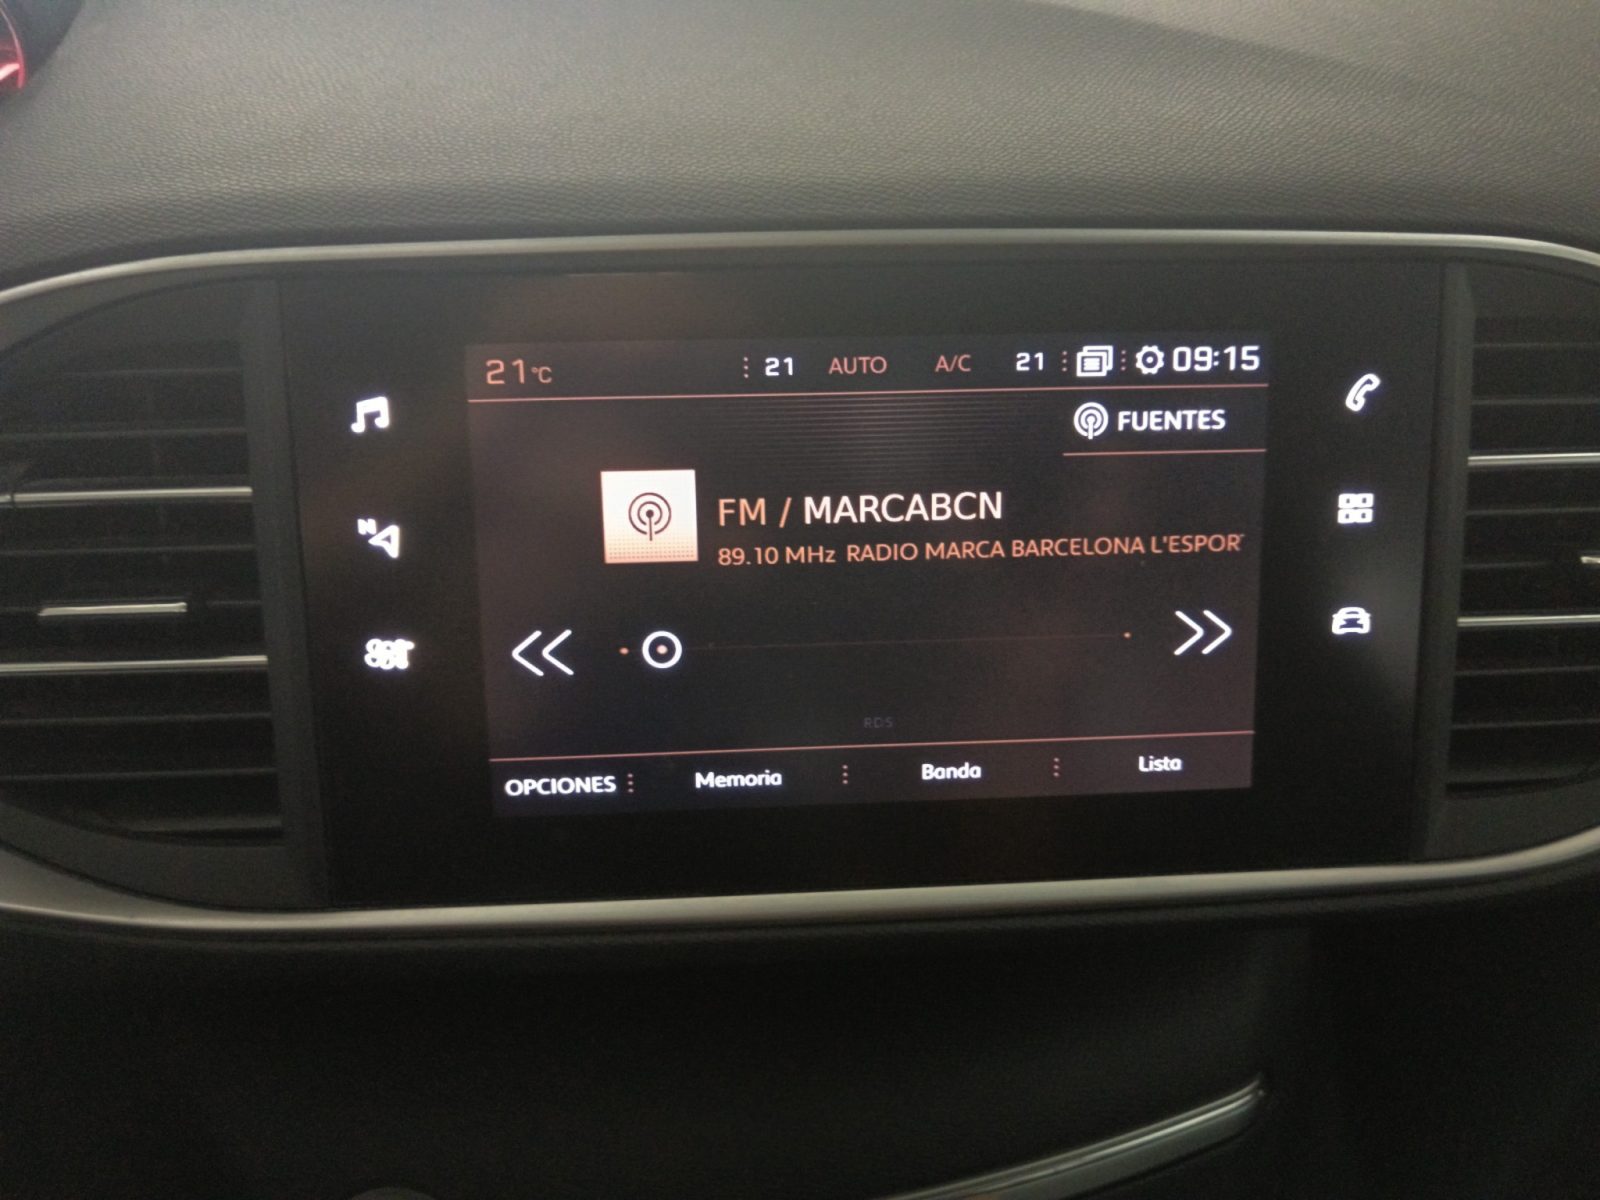 21°C 21 AUTO A/C 21 09:15
FUENTES
FM / MARCABCN
89.10 MHz RADIO MARCA BARCELONA L'ESPORT
N
RDS
OPCIONES Memoria Banda Lista